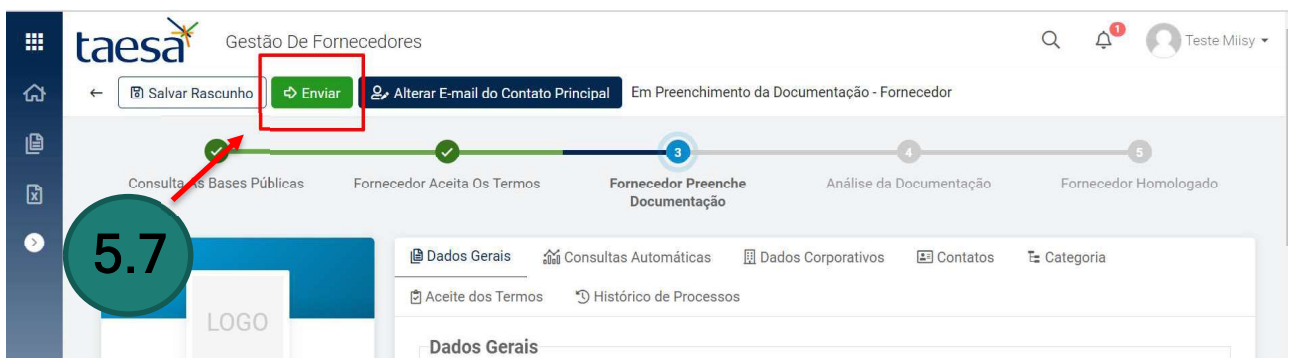 taesa Gestão De Fornecedores 1 Teste Miisy
Salvar Rascunho Enviar Alterar E-mail do Contato Principal Em Preenchimento da Documentação - Fornecedor
3 4 5
Consulta As Bases Públicas Fornecedor Aceita Os Termos Fornecedor Preenche Análise da Documentação Fornecedor Homologado
Documentação
5.7
Dados Gerais Consultas Automáticas Dados Corporativos Contatos Categoria
Aceite dos Termos Histórico de Processos
LOGO
Dados Gerais